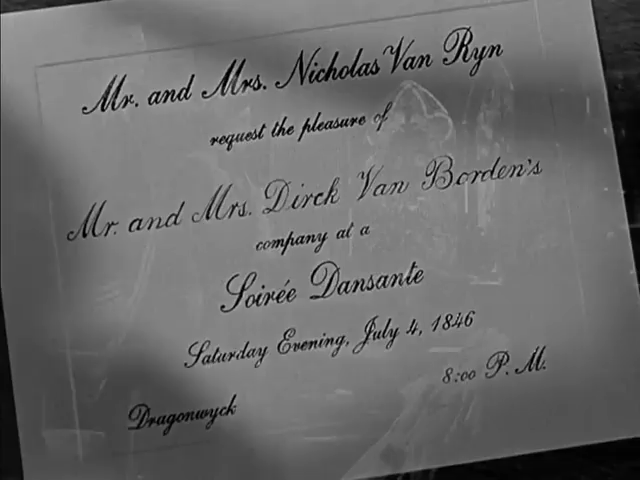 Mr. and Mrs. Nicholas Van Ryn
request the pleasure of
Mr. and Mrs. Dirck Van Borden's
company at a
Soirée Dansante
Saturday Evening, July 4, 1846
8:00 P. M.
Dragonwyck